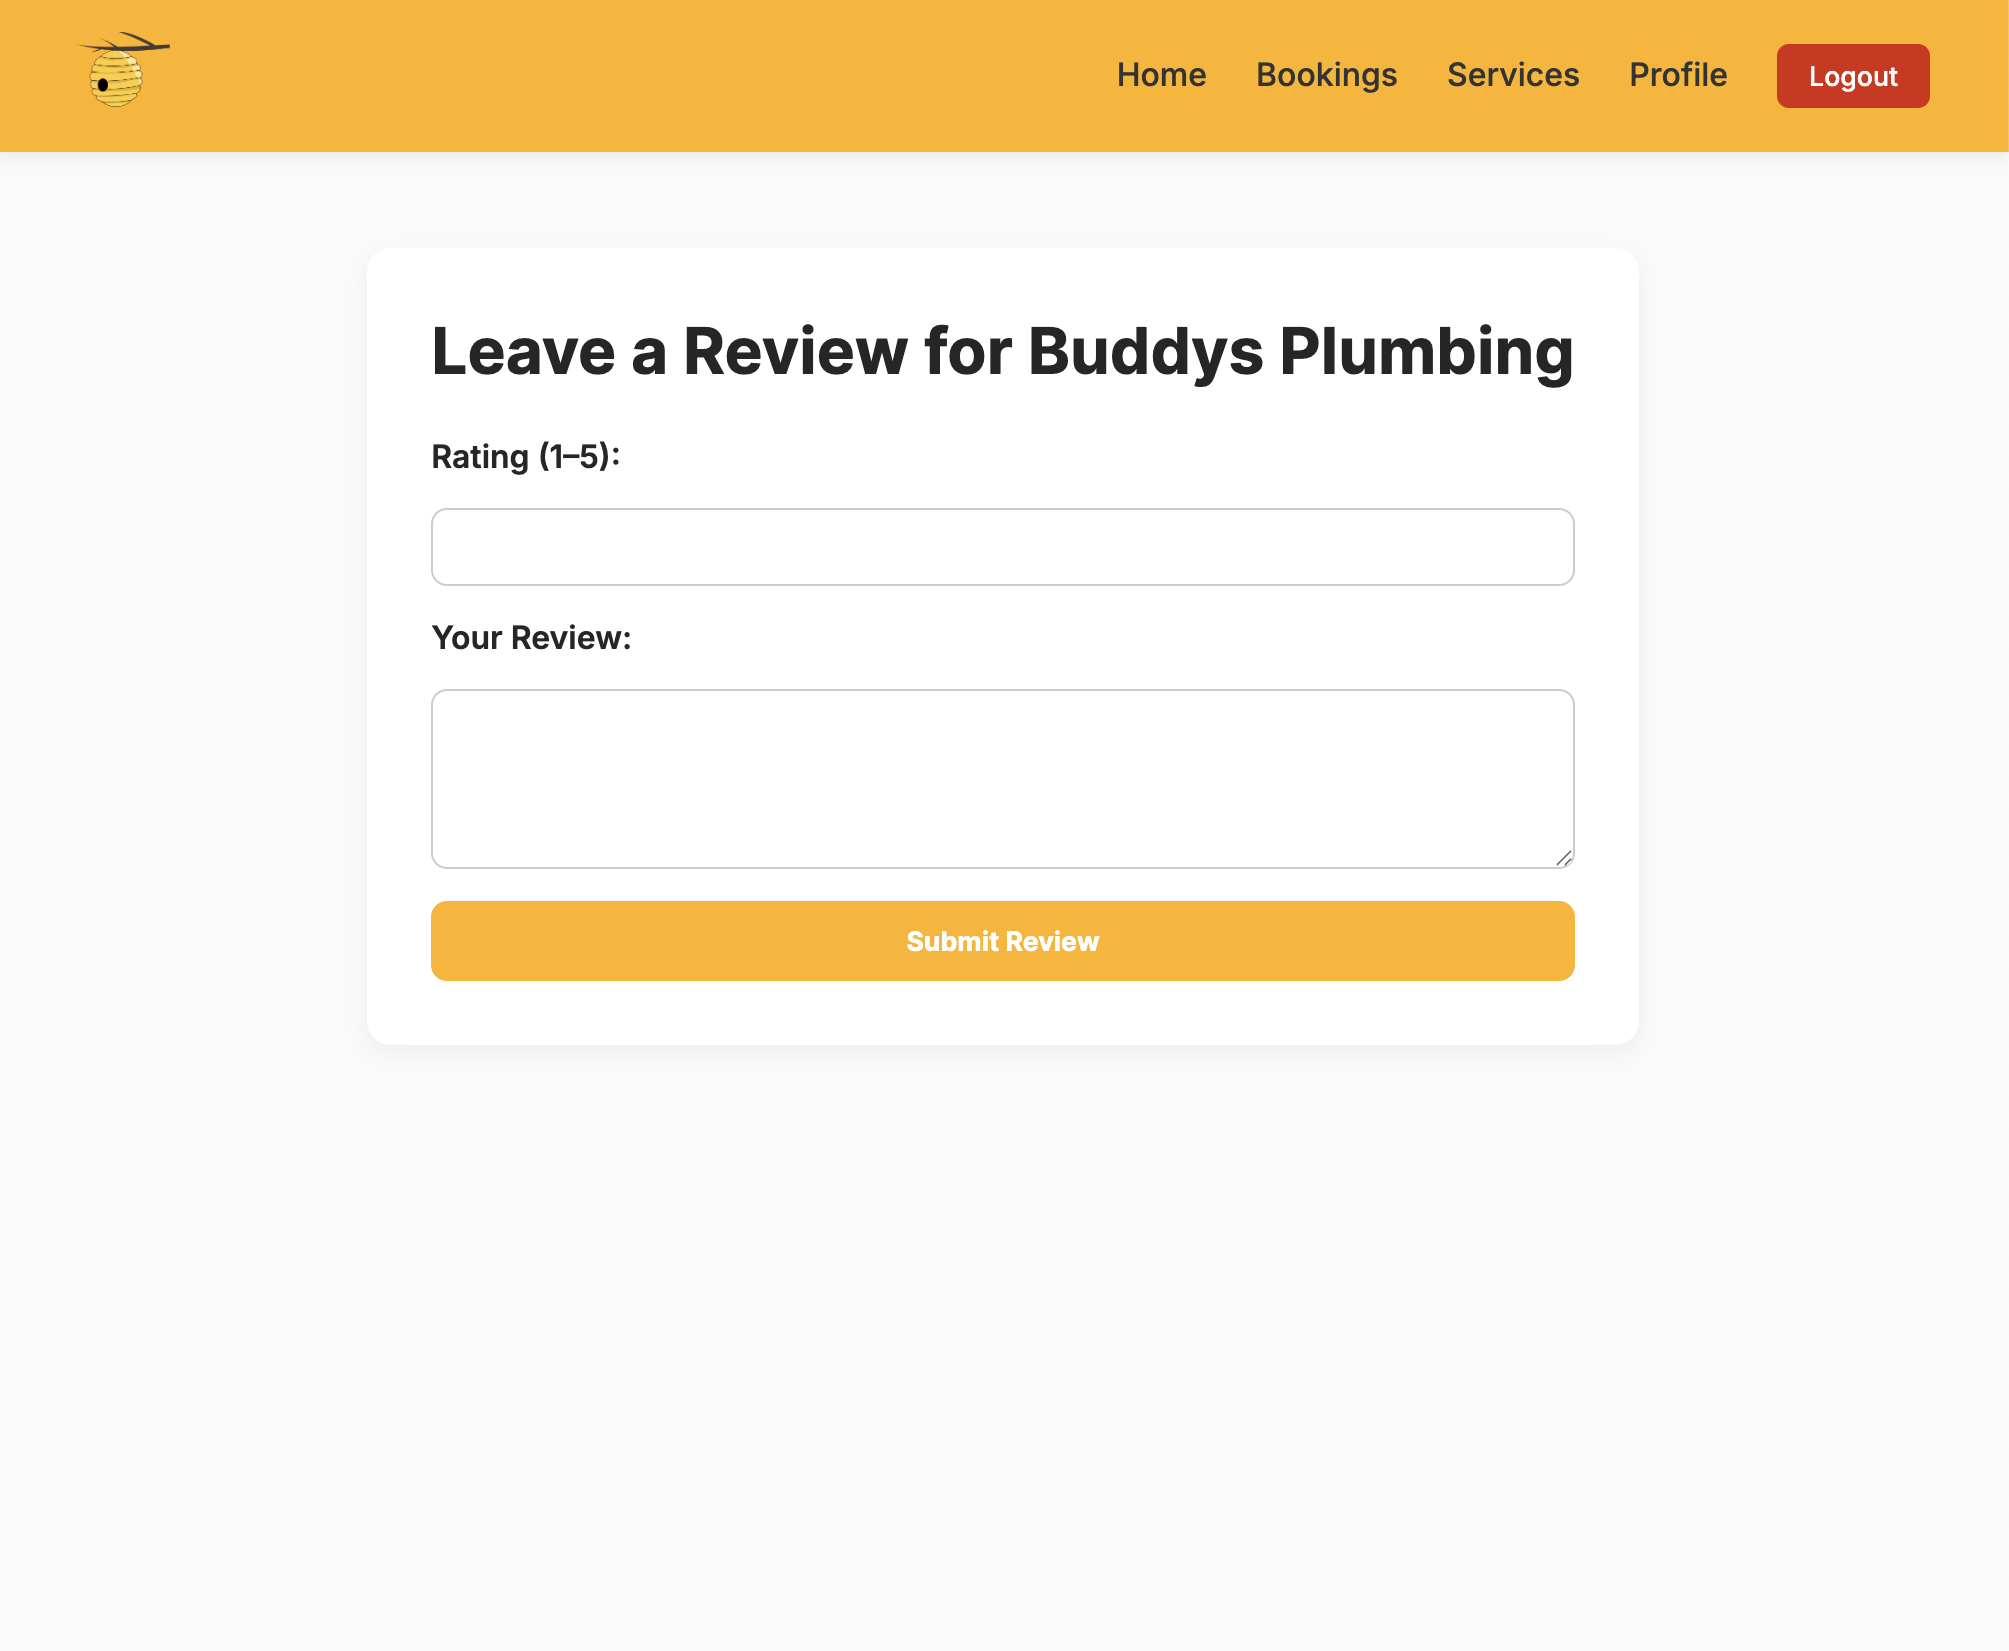 Home Bookings Services Profile Logout
Leave a Review for Buddys Plumbing
Rating (1–5):
Your Review:
Submit Review